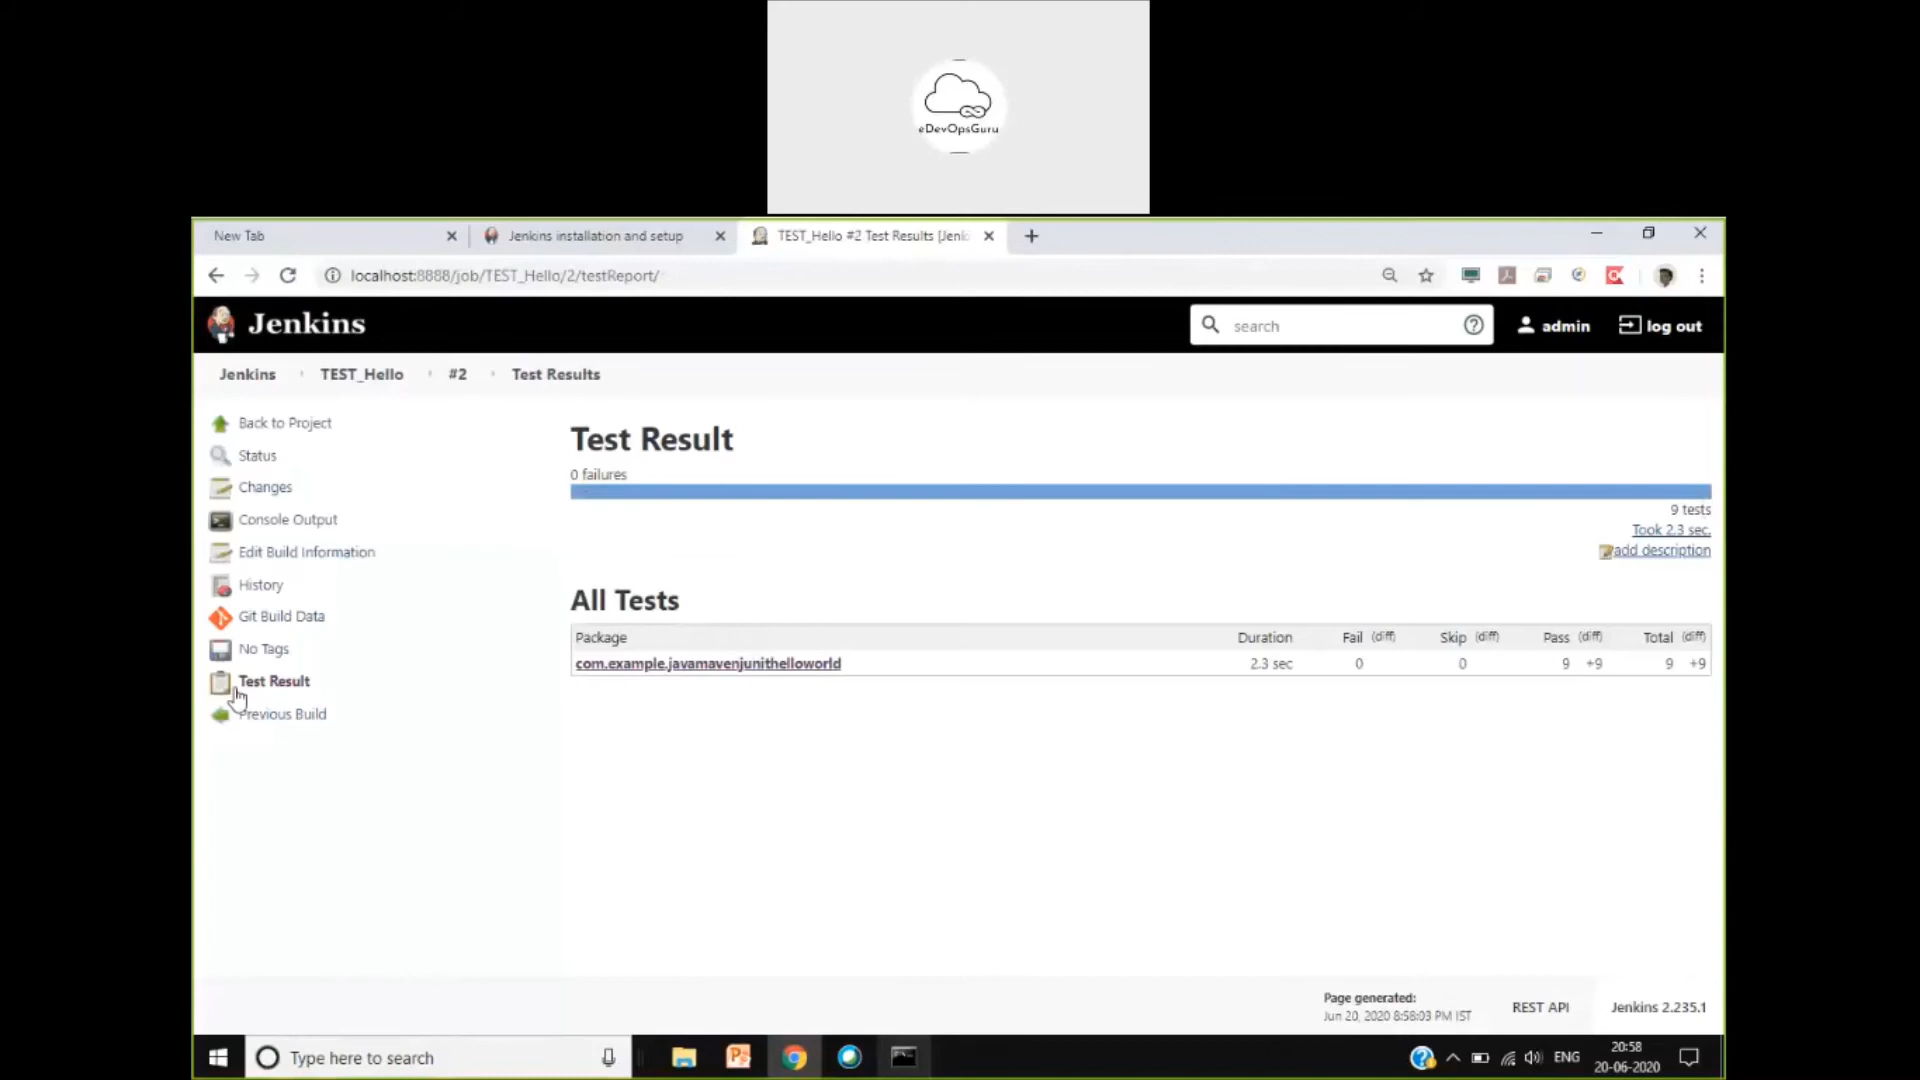 eDevOpsGuru
New Tab
Jenkins installation and setup
TEST_Hello #2 Test Results [Jenki
localhost:8888/job/TEST_Hello/2/testReport/
Jenkins
search
admin
log out
Jenkins
TEST_Hello
#2
Test Results
Back to Project
Status
Changes
Console Output
Edit Build Information
History
Git Build Data
No Tags
Test Result
Previous Build
Test Result
0 failures
9 tests
Took 2.3 sec.
add description
All Tests
Package Duration Fail (diff) Skip (diff) Pass (diff) Total (diff)
com.example.javamavenjunithelloworld 2.3 sec 0 0 9 +9 9 +9
Page generated:
Jun 20, 2020 8:58:03 PM IST
REST API
Jenkins 2.235.1
Type here to search
ENG
20:58
20-06-2020